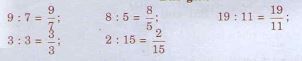 9 : 7 = 9/7; 8 : 5 = 8/5; 19 : 11 = 19/11;
3 : 3 = 3/3; 2 : 15 = 2/15